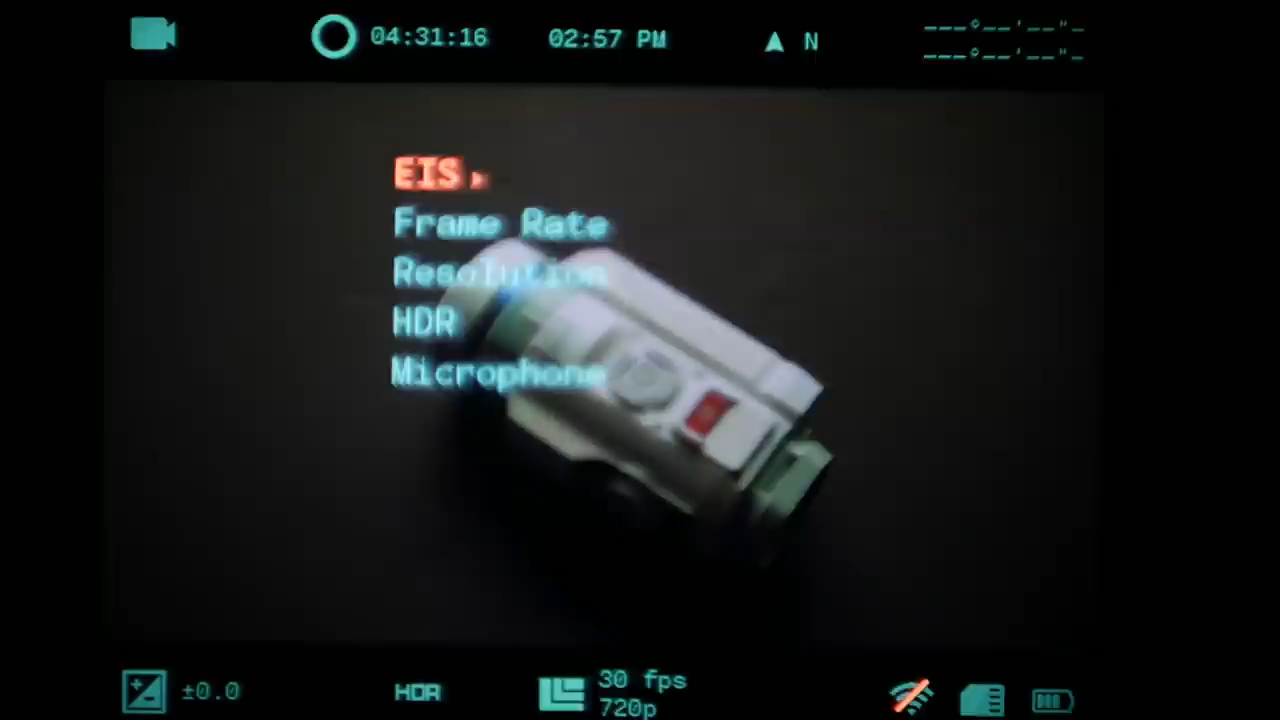 04:31:16 02:57 PM N ---°--'--"-
---°--'--"-
EIS
Frame Rate
Resolution
HDR
Microphone
±0.0 HDR 30 fps
720p